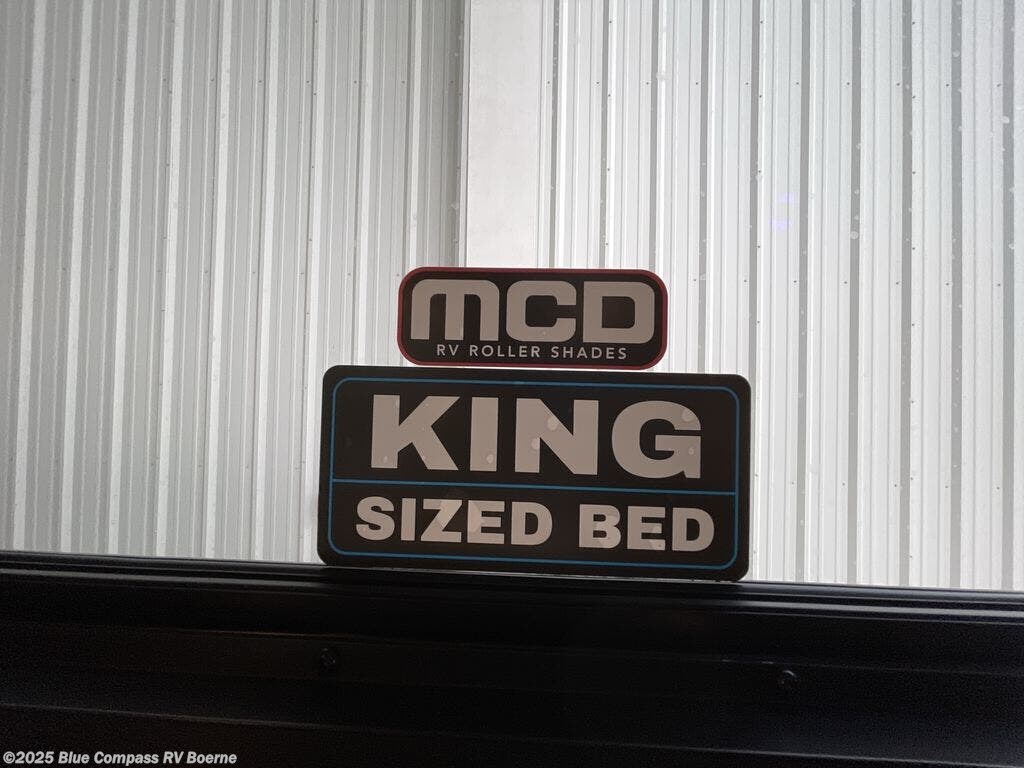 MCD
RV ROLLER SHADES
KING
SIZED BED
©2025 Blue Compass RV Boerne